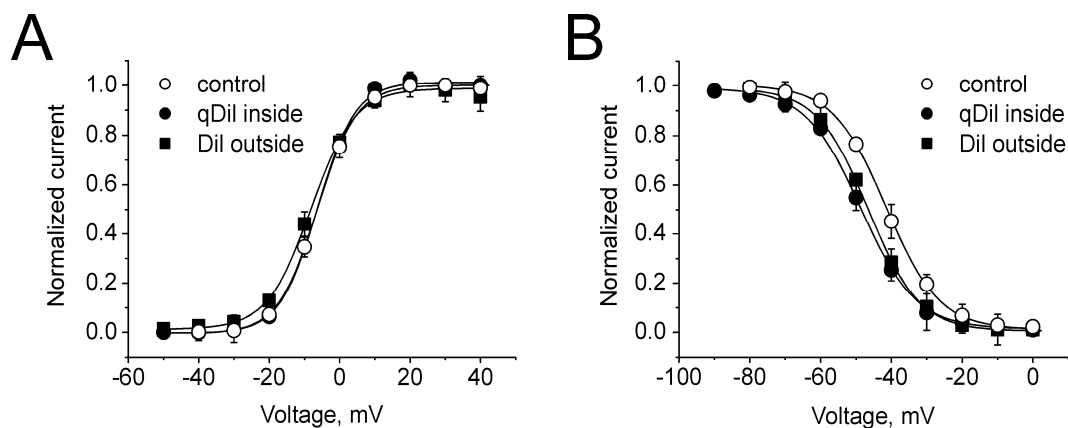 A
B
control
qDil inside
Dil outside
1.0
0.8
0.6
0.4
0.2
0.0
Normalized current
-60
-40
-20
0
20
40
Voltage, mV
control
qDil inside
Dil outside
1.0
0.8
0.6
0.4
0.2
0.0
Normalized current
-100
-80
-60
-40
-20
0
Voltage, mV